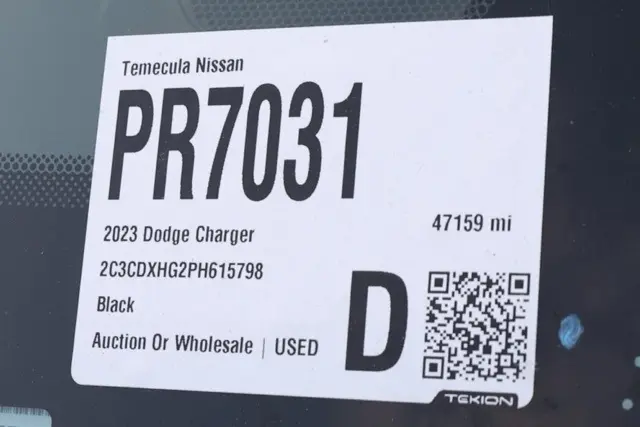 Temecula Nissan
PR7031
2023 Dodge Charger
47159 mi
2C3CDXHG2PH615798
Black
Auction Or Wholesale | USED
D
TEKION